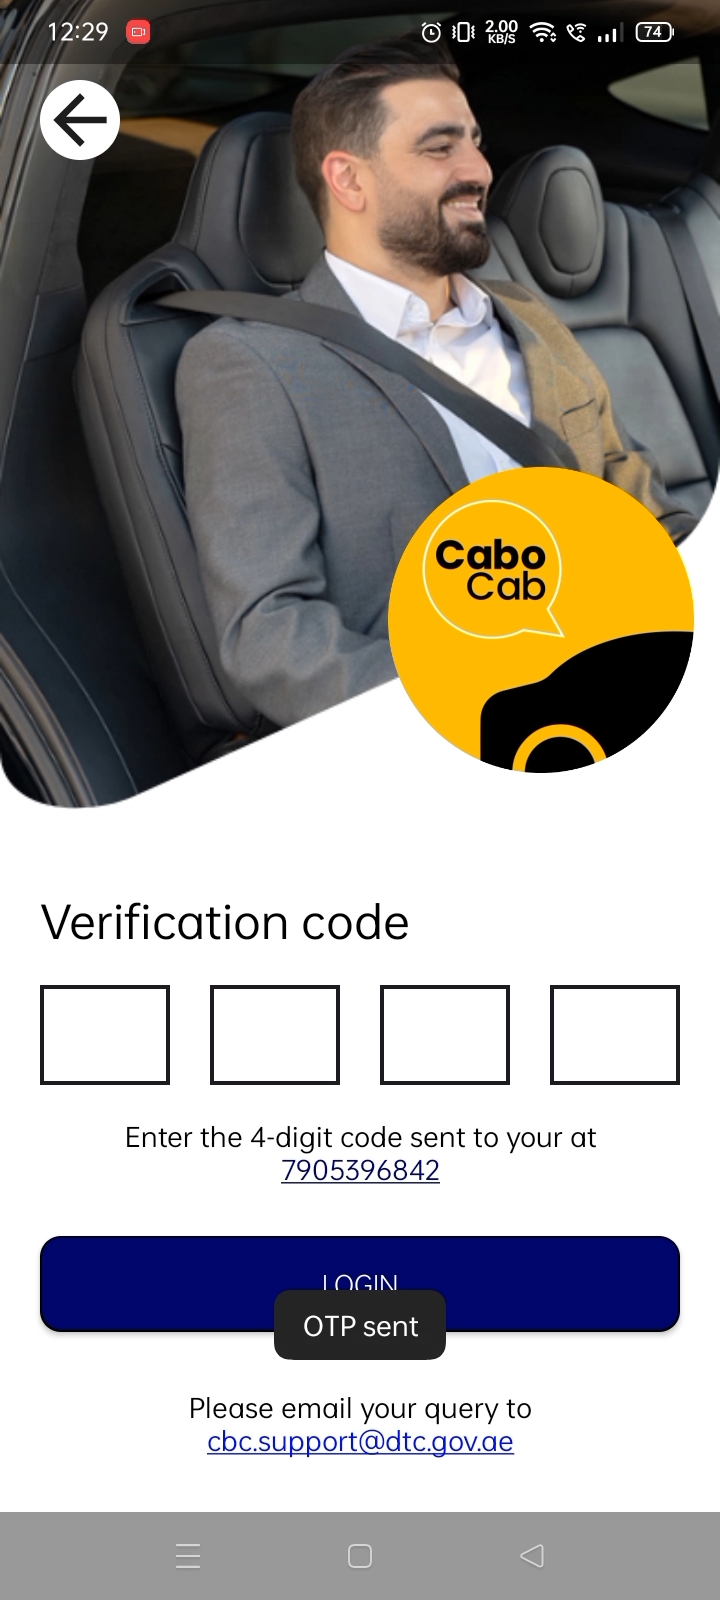 12:29
2.00
KB/S
74
Cabo
Cab
Verification code
Enter the 4-digit code sent to your at
7905396842
LOGIN
OTP sent
Please email your query to
cbc.support@dtc.gov.ae